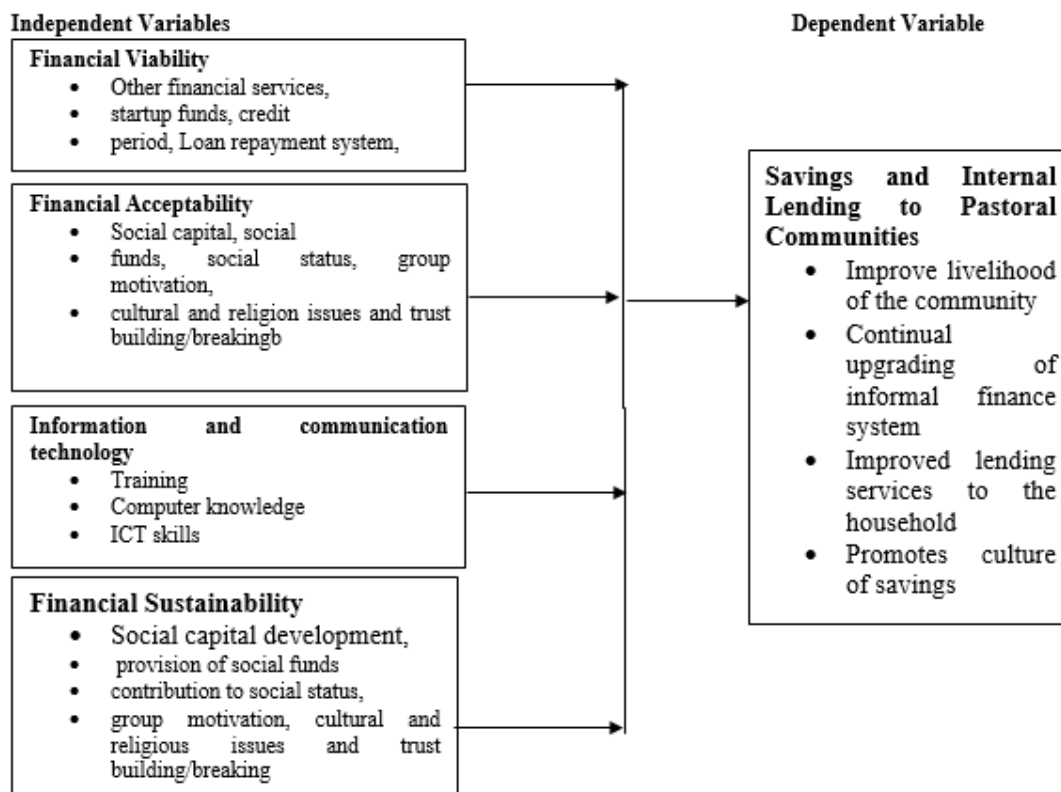 Independent Variables
Dependent Variable
Financial Viability
• Other financial services,
• startup funds, credit
• period, Loan repayment system,
Financial Acceptability
• Social capital, social
• funds, social status, group
motivation,
• cultural and religion issues and trust
building/breakingb
Information and communication
technology
• Training
• Computer knowledge
• ICT skills
Financial Sustainability
• Social capital development,
• provision of social funds
• contribution to social status,
• group motivation, cultural and
religious issues and trust
building/breaking
Savings and Internal
Lending to Pastoral
Communities
• Improve livelihood
of the community
• Continual
upgrading of
informal finance
system
• Improved lending
services to the
household
• Promotes culture
of savings